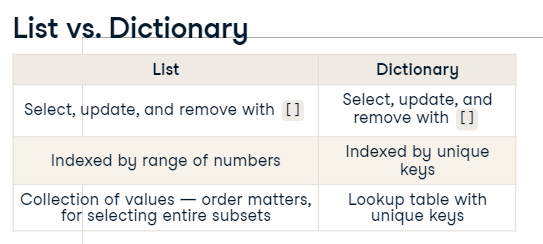 List vs. Dictionary
List
Dictionary
Select, update, and remove with []
Select, update, and
remove with []
Indexed by range of numbers
Indexed by unique
keys
Collection of values — order matters,
for selecting entire subsets
Lookup table with
unique keys